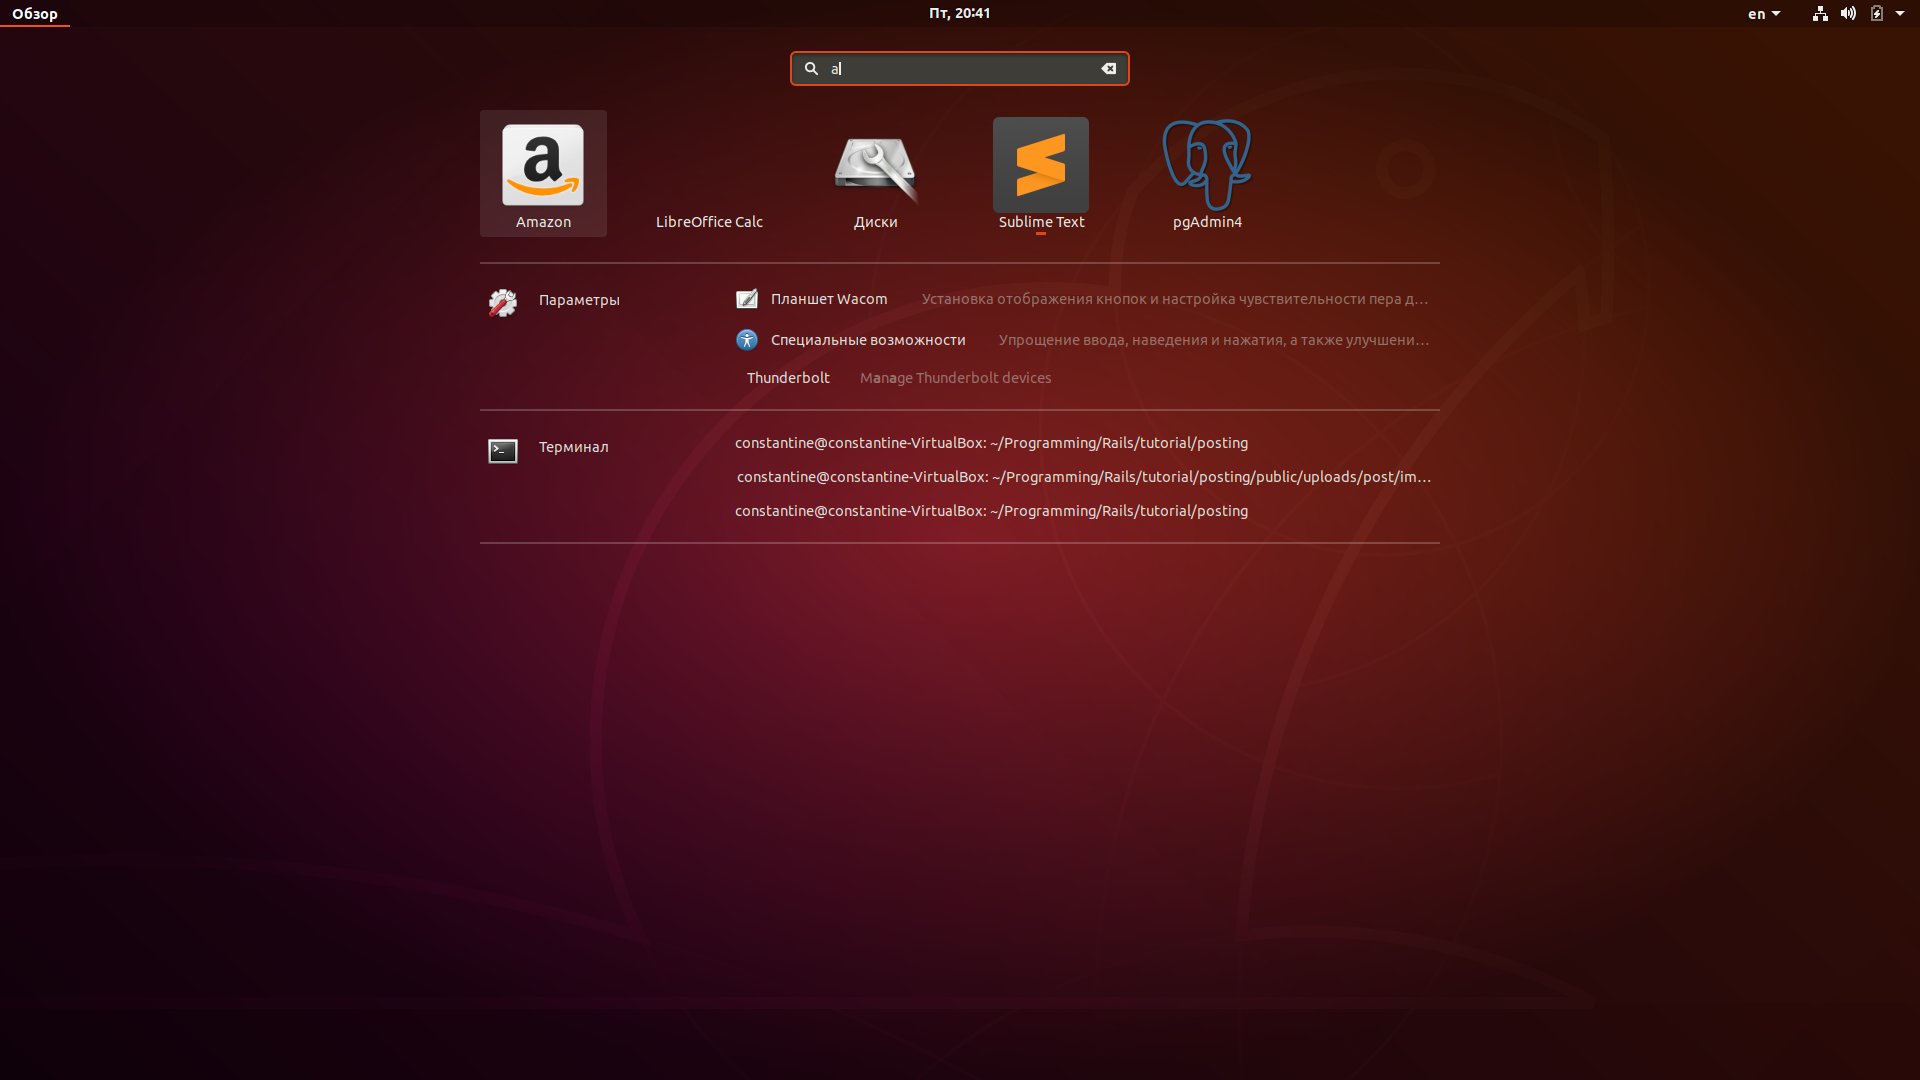 Обзор
Пт, 20:41
en
a
Amazon
LibreOffice Calc
Диски
Sublime Text
pgAdmin4
Параметры
Планшет Wacom Установка отображения кнопок и настройка чувствительности пера д…
Специальные возможности Упрощение ввода, наведения и нажатия, а также улучшени…
Thunderbolt Manage Thunderbolt devices
Терминал
constantine@constantine-VirtualBox: ~/Programming/Rails/tutorial/posting
constantine@constantine-VirtualBox: ~/Programming/Rails/tutorial/posting/public/uploads/post/im…
constantine@constantine-VirtualBox: ~/Programming/Rails/tutorial/posting